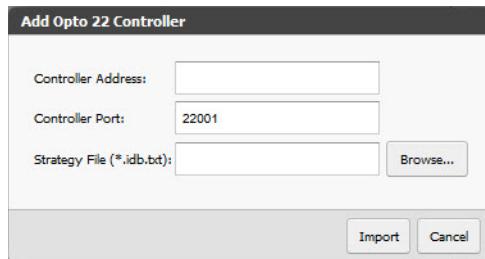 Add Opto 22 Controller
Controller Address:
Controller Port: 22001
Strategy File (*.idb.txt): Browse...
Import Cancel